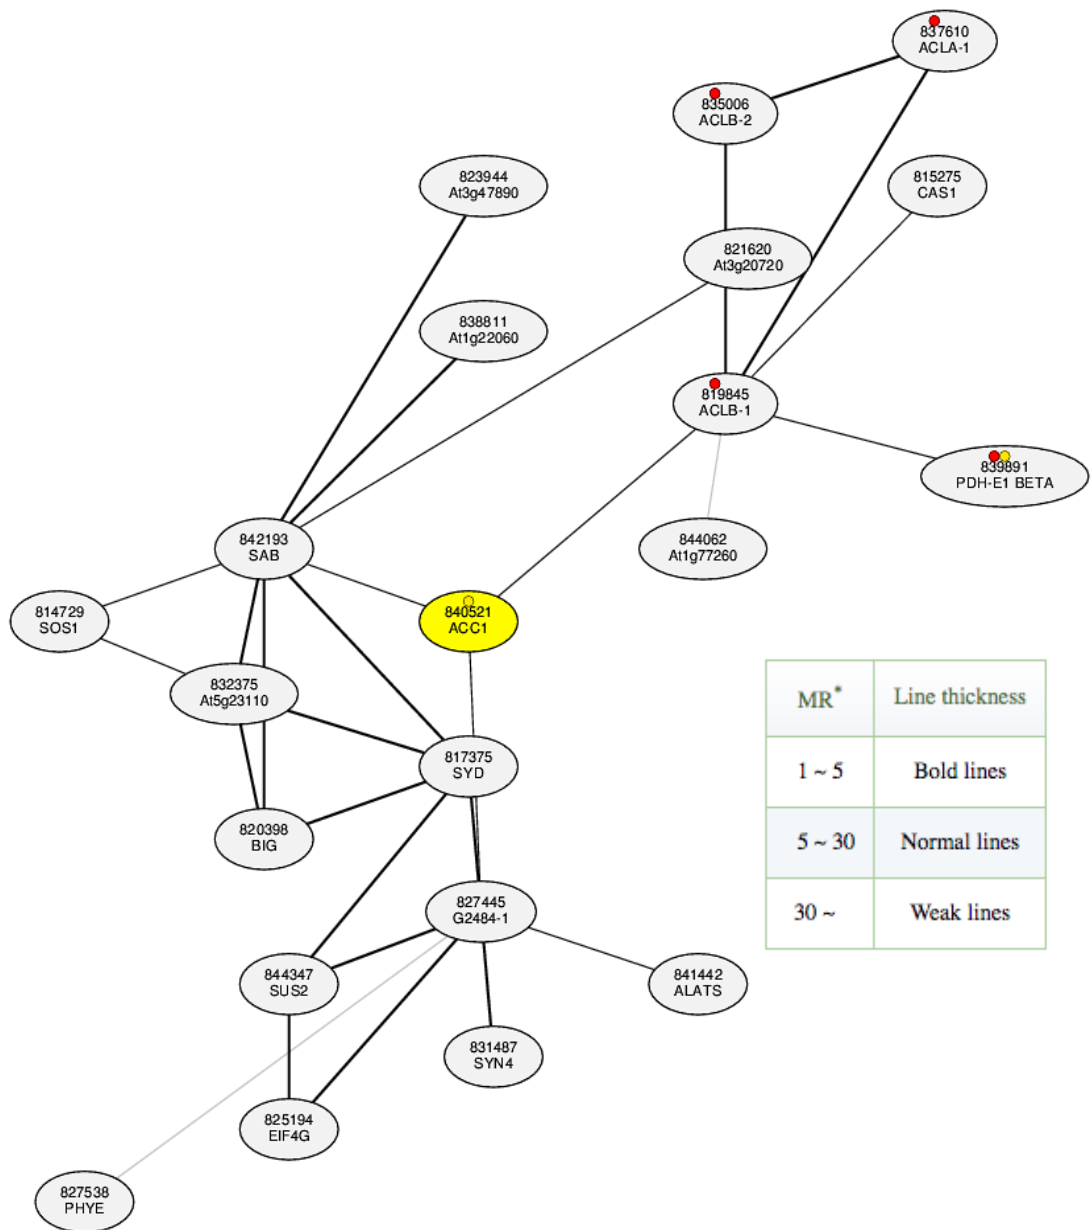 837610
ACLA-1
835006
ACLB-2
823944
At3g47890
815275
CAS1
821620
At3g20720
838811
At1g22060
819845
ACLB-1
839891
PDH-E1 BETA
842193
SAB
844062
At1g77260
814729
SOS1
840521
ACC1
832375
At5g23110
MR* Line thickness
1 ~ 5 Bold lines
5 ~ 30 Normal lines
30 ~ Weak lines
817375
SYD
820398
BIG
827445
G2484-1
844347
SUS2
841442
ALATS
831487
SYN4
825194
EIF4G
827538
PHYE